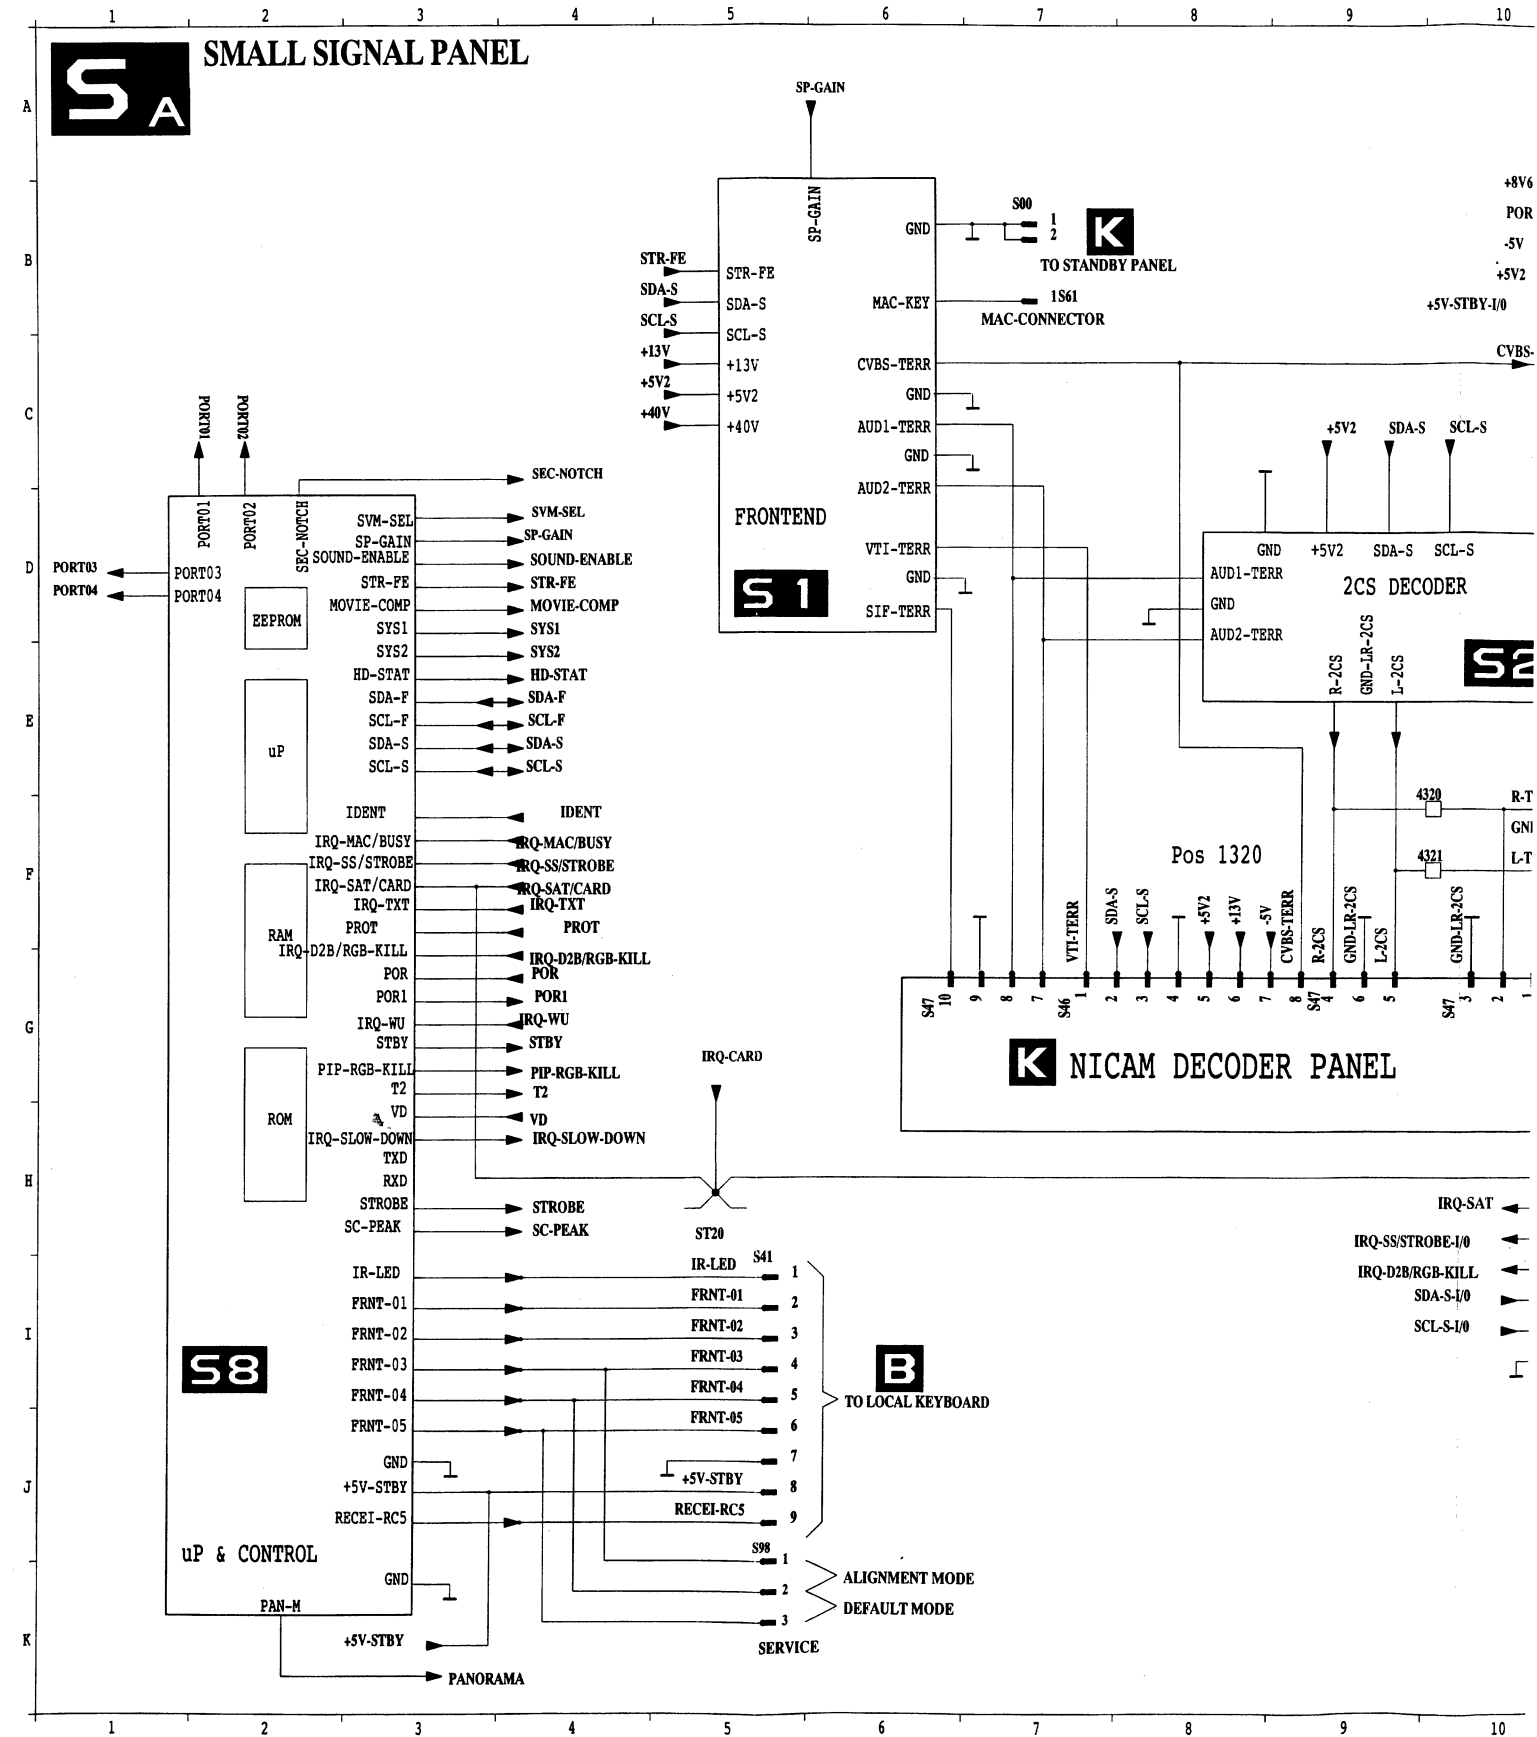 1 2 3 4 5 6 7 8 9 10
S A
SMALL SIGNAL PANEL
A
B
C
D
E
F
G
H
I
J
K
SP-GAIN
SP-GAIN
STR-FE
SDA-S
SCL-S
+13V
+5V2
+40V
STR-FE
SDA-S
SCL-S
+13V
+5V2
+40V
FRONTEND
S1
GND
MAC-KEY
CVBS-TERR
GND
AUD1-TERR
GND
AUD2-TERR
VTI-TERR
GND
SIF-TERR
S00
1
2
K
TO STANDBY PANEL
1S61
MAC-CONNECTOR
+8V6
POR
-5V
+5V2
+5V-STBY-I/0
CVBS-
+5V2
SDA-S
SCL-S
GND
+5V2
SDA-S
SCL-S
AUD1-TERR
GND
AUD2-TERR
2CS DECODER
S2
R-2CS
GND-LR-2CS
L-2CS
4320
R-T
GNI
4321
L-T
Pos 1320
VTI-TERR
SDA-S
SCL-S
+5V2
+13V
-5V
CVBS-TERR
R-2CS
GND-LR-2CS
L-2CS
GND-LR-2CS
S47
10
9
8
7
S46
1
2
3
4
5
6
7
8
S47
4
6
5
S47
3
2
1
K
NICAM DECODER PANEL
PORT01
PORT02
PORT01
PORT02
SEC-NOTCH
SEC-NOTCH
PORT03
PORT04
PORT03
PORT04
EEPROM
uP
RAM
ROM
SVM-SEL
SP-GAIN
SOUND-ENABLE
STR-FE
MOVIE-COMP
SYS1
SYS2
HD-STAT
SDA-F
SCL-F
SDA-S
SCL-S
IDENT
IRQ-MAC/BUSY
IRQ-SS/STROBE
IRQ-SAT/CARD
IRQ-TXT
PROT
IRQ-D2B/RGB-KILL
POR
POR1
IRQ-WU
STBY
PIP-RGB-KILL
T2
VD
IRQ-SLOW-DOWN
TXD
RXD
STROBE
SC-PEAK
IR-LED
FRNT-01
FRNT-02
FRNT-03
FRNT-04
FRNT-05
GND
+5V-STBY
RECEI-RC5
GND
SVM-SEL
SP-GAIN
SOUND-ENABLE
STR-FE
MOVIE-COMP
SYS1
SYS2
HD-STAT
SDA-F
SCL-F
SDA-S
SCL-S
IDENT
IRQ-MAC/BUSY
IRQ-SS/STROBE
IRQ-SAT/CARD
IRQ-TXT
PROT
IRQ-D2B/RGB-KILL
POR
POR1
IRQ-WU
STBY
PIP-RGB-KILL
T2
VD
IRQ-SLOW-DOWN
STROBE
SC-PEAK
IRQ-CARD
ST20
S8
uP & CONTROL
PAN-M
+5V-STBY
PANORAMA
S41
IR-LED 1
FRNT-01 2
FRNT-02 3
FRNT-03 4
FRNT-04 5
FRNT-05 6
7
+5V-STBY 8
RECEI-RC5 9
B
TO LOCAL KEYBOARD
S98
1
2
3
ALIGNMENT MODE
DEFAULT MODE
SERVICE
IRQ-SAT
IRQ-SS/STROBE-I/0
IRQ-D2B/RGB-KILL
SDA-S-I/0
SCL-S-I/0
1 2 3 4 5 6 7 8 9 10